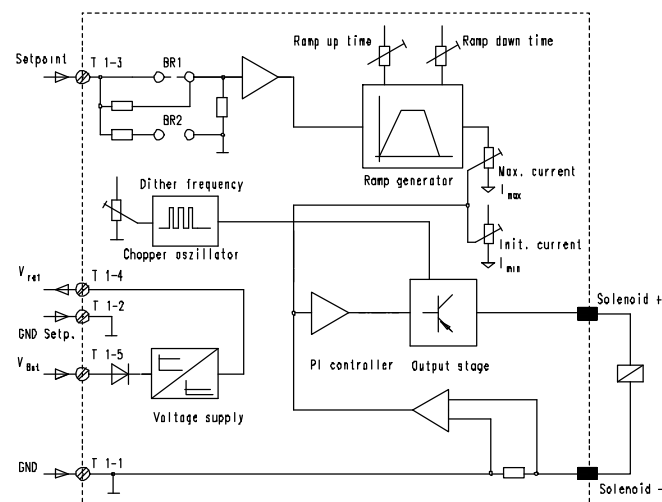 Ramp up time
Ramp down time
Setpoint
T 1-3
BR1
BR2
Ramp generator
Max. current
I max
Dither frequency
Init. current
I min
Chopper oszillator
V ref
T 1-4
T 1-2
GND Setp.
V Bat
T 1-5
Voltage supply
PI controller
Output stage
Solenoid +
GND
T 1-1
Solenoid -